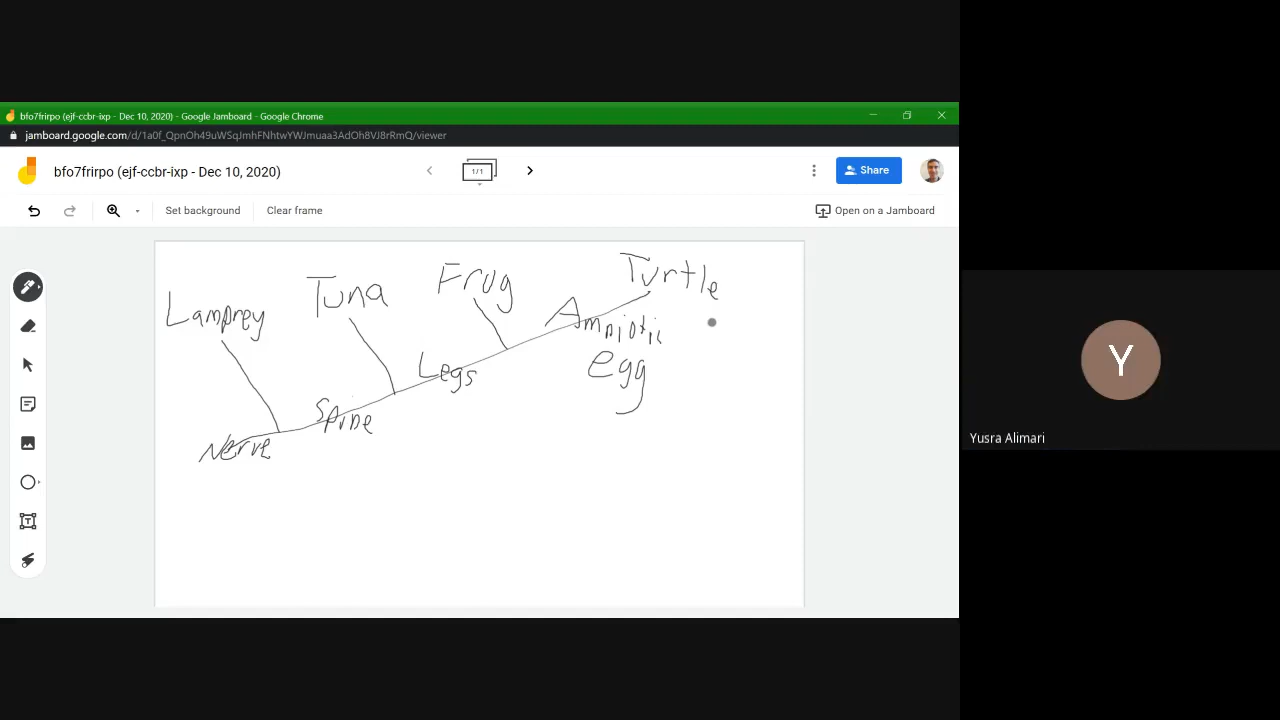 bfo7frirpo (ejf-ccbr-ixp - Dec 10, 2020) - Google Jamboard - Google Chrome
jamboard.google.com/d/1a0f_QpnOh49uWSqJmhFNhtwYWJmuaa3AdOh8VJ8rRmQ/viewer
bfo7frirpo (ejf-ccbr-ixp - Dec 10, 2020)
1/1
Share
Set background
Clear frame
Open on a Jamboard
Lamprey
Tuna
Frog
Turtle
Nerve
Spine
Legs
Amniotic
egg
Y
Yusra Alimari